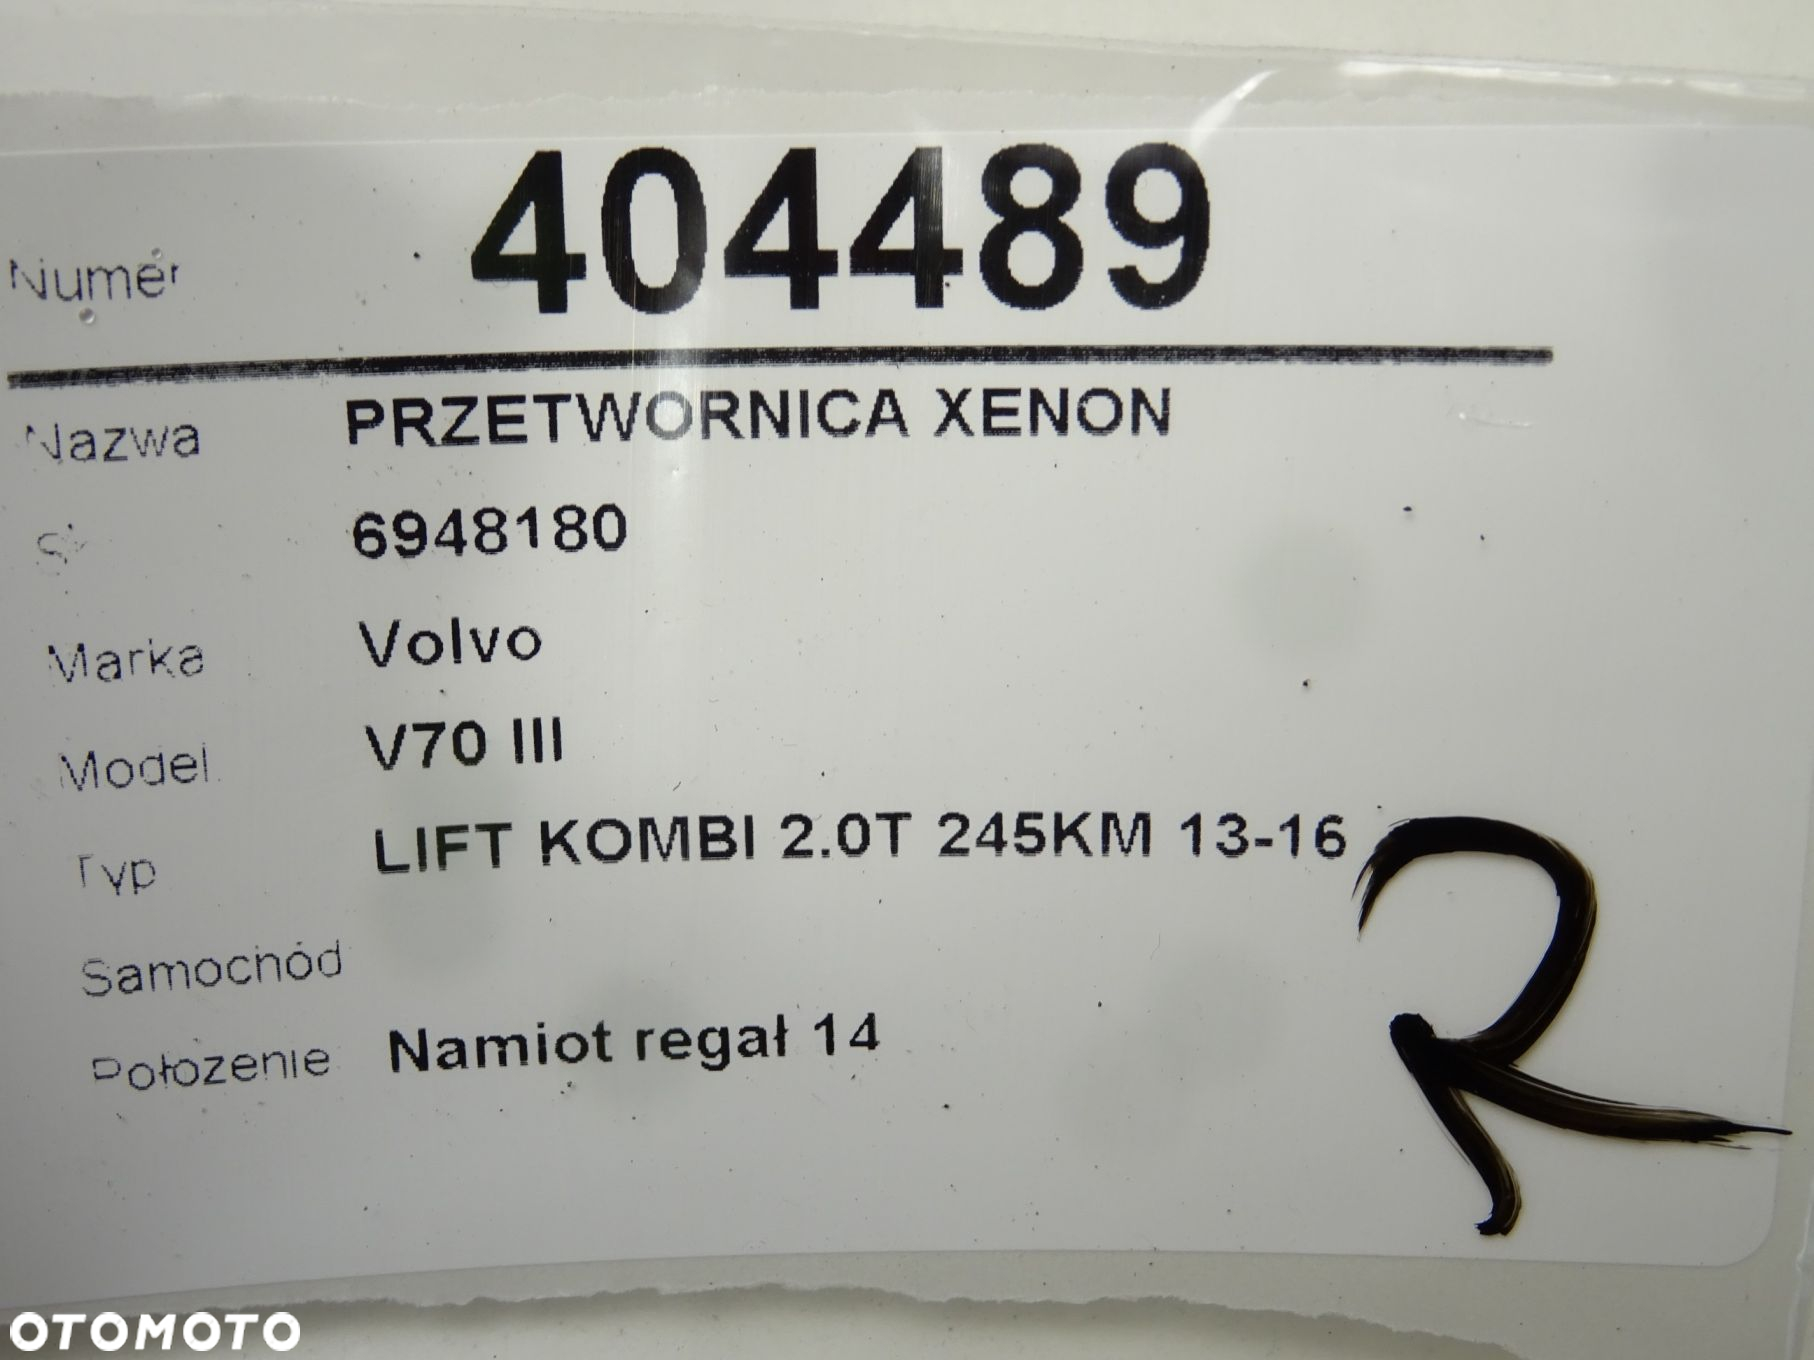 Numer 404489
Nazwa PRZETWORNICA XENON
6948180
Marka Volvo
Model V70 III
Typ LIFT KOMBI 2.0T 245KM 13-16
R
Samochód
Położenie Namiot regał 14
OTOMOTO